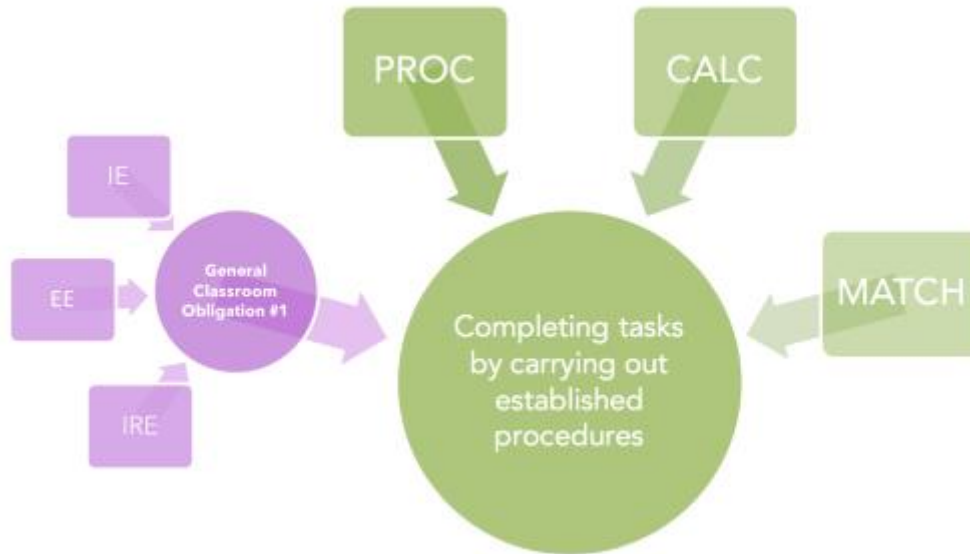 PROC
CALC
IE
General
Classroom
Obligation #1
EE
MATCH
Completing tasks
by carrying out
established
procedures
IRE